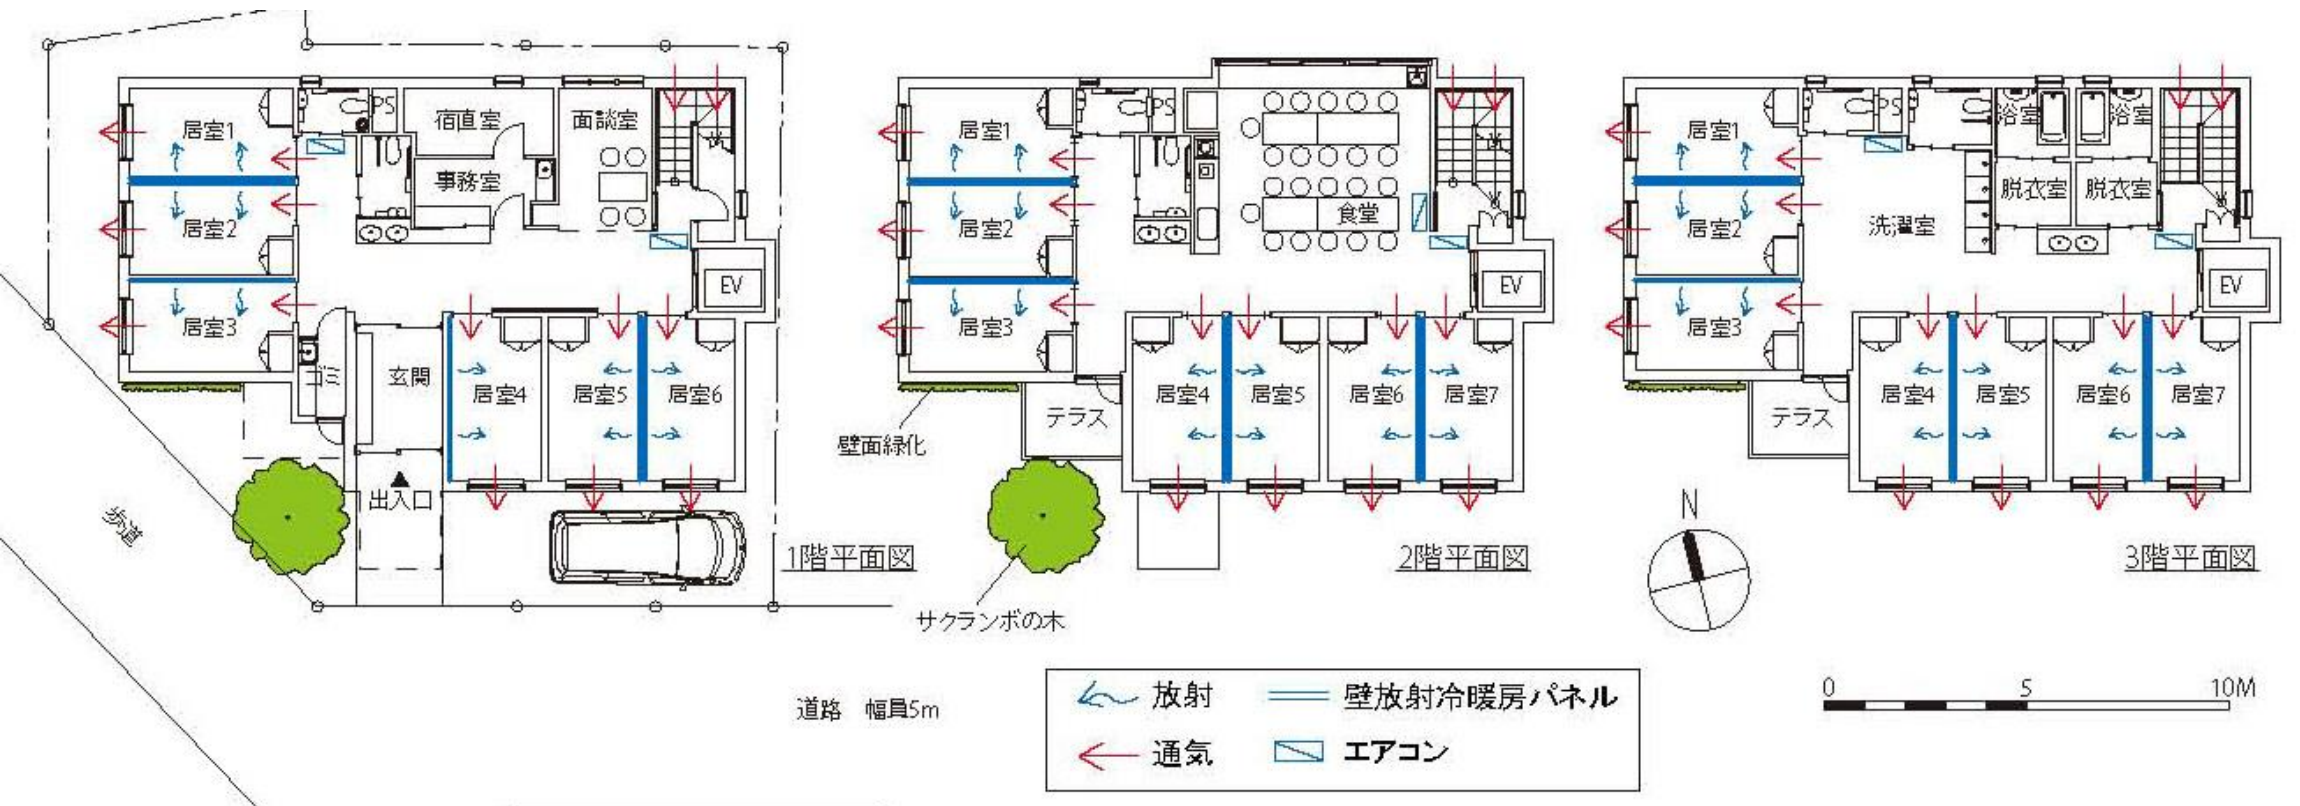 居室1
PS
宿直室
面談室
居室2
事務室
居室3
EV
ゴミ
玄関
居室4
居室5
居室6
出入口
歩道
1階平面図
居室1
PS
居室2
食堂
居室3
EV
テラス
居室4
居室5
居室6
居室7
壁面緑化
サクランボの木
2階平面図
居室1
PS
浴室
浴室
脱衣室
脱衣室
居室2
洗濯室
居室3
EV
テラス
居室4
居室5
居室6
居室7
N
3階平面図
道路 幅員5m
放射
壁放射冷暖房パネル
通気
エアコン
0 5 10M